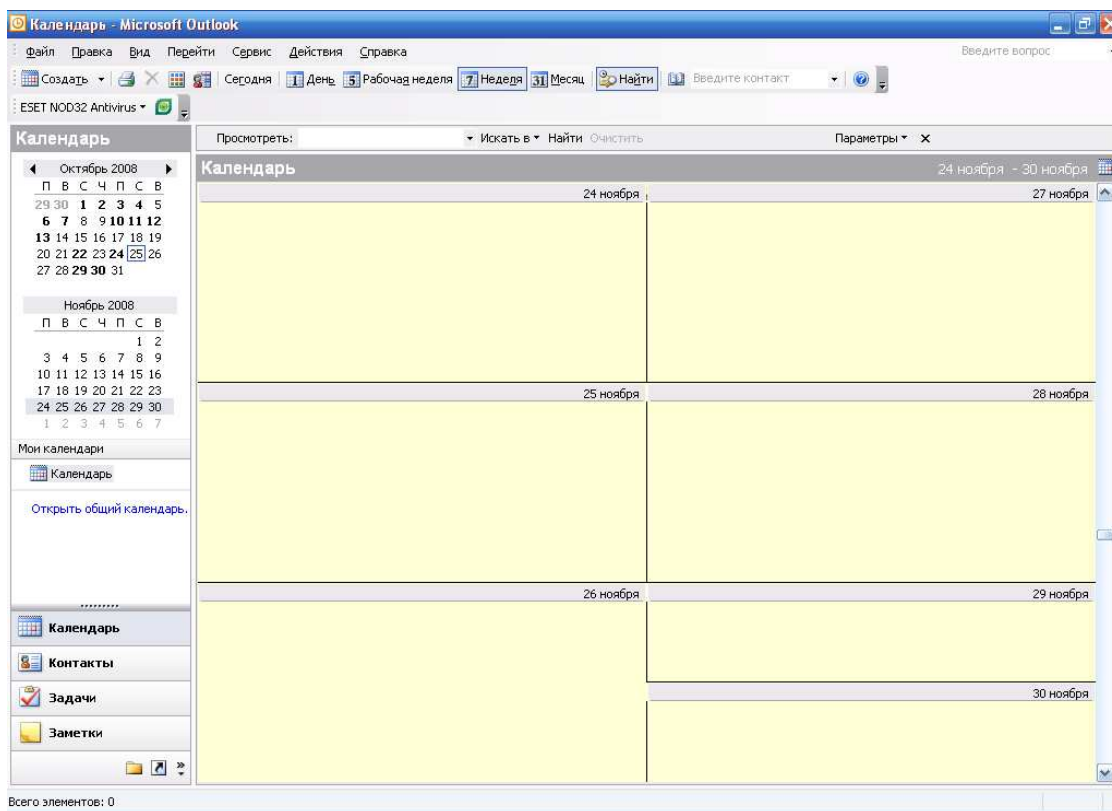 Календарь - Microsoft Outlook
Файл Правка Вид Перейти Сервис Действия Справка Введите вопрос
Создать Сегодня 1 День 5 Рабочая неделя 7 Неделя 31 Месяц Найти Введите контакт
ESET NOD32 Antivirus
Календарь
Просмотреть: Искать в Найти Очистить Параметры
Октябрь 2008
П В С Ч П С В
29 30 1 2 3 4 5
6 7 8 9 10 11 12
13 14 15 16 17 18 19
20 21 22 23 24 25 26
27 28 29 30 31
Ноябрь 2008
П В С Ч П С В
1 2
3 4 5 6 7 8 9
10 11 12 13 14 15 16
17 18 19 20 21 22 23
24 25 26 27 28 29 30
1 2 3 4 5 6 7
Мои календари
Календарь
Открыть общий календарь.
Календарь
Контакты
Задачи
Заметки
Календарь 24 ноября - 30 ноября
24 ноября 27 ноября
25 ноября 28 ноября
26 ноября 29 ноября
30 ноября
Всего элементов: 0